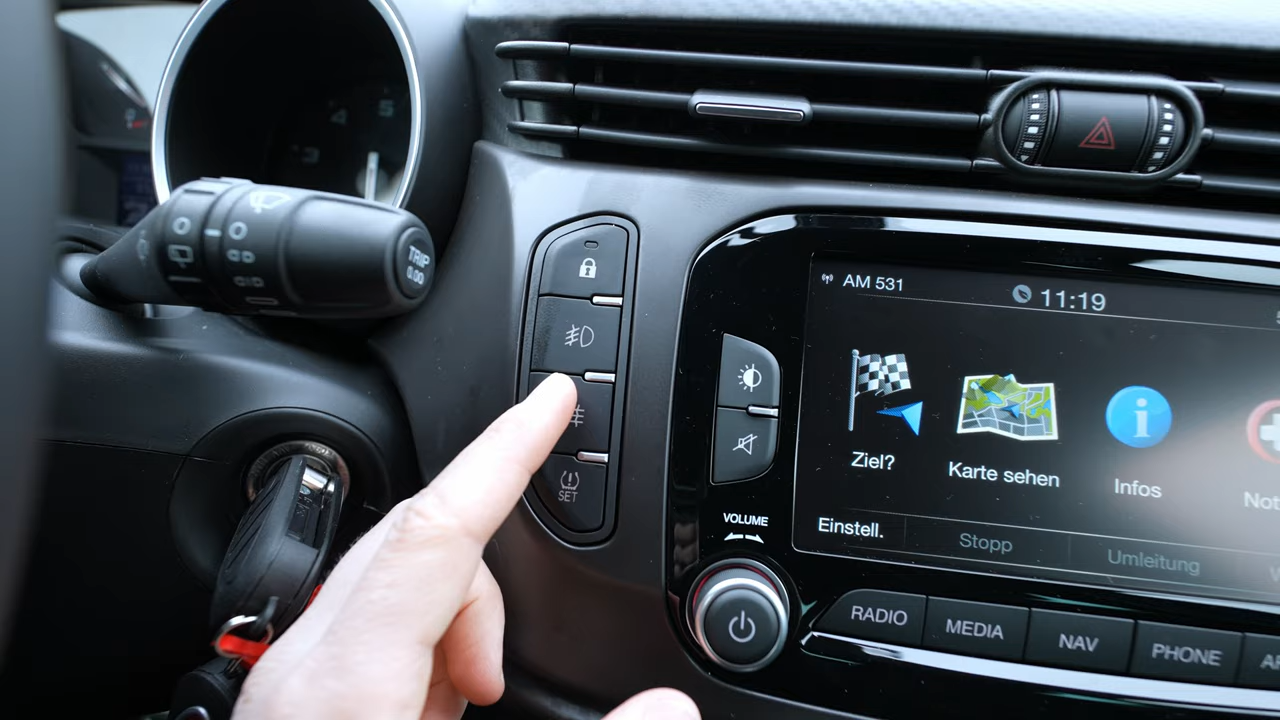 TRIP
0.00
SET
AM 531
11:19
Ziel?
Karte sehen
Infos
Not
Einstell.
Stopp
Umleitung
VOLUME
RADIO
MEDIA
NAV
PHONE